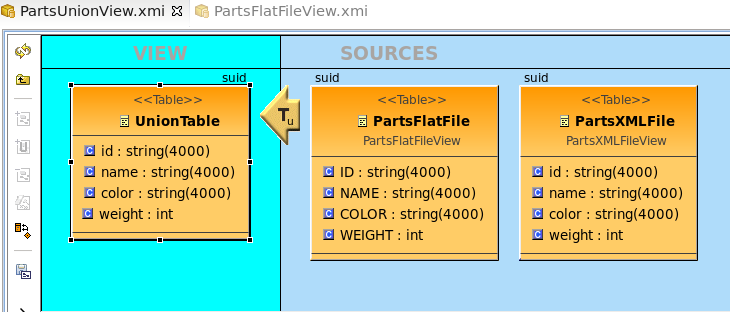 PartsUnionView.xmi
PartsFlatFileView.xmi
VIEW
SOURCES
suid
<<Table>>
UnionTable
C id : string(4000)
C name : string(4000)
C color : string(4000)
C weight : int
Tu
suid
<<Table>>
PartsFlatFile
PartsFlatFileView
C ID : string(4000)
C NAME : string(4000)
C COLOR : string(4000)
C WEIGHT : int
suid
<<Table>>
PartsXMLFile
PartsXMLFileView
C id : string(4000)
C name : string(4000)
C color : string(4000)
C weight : int